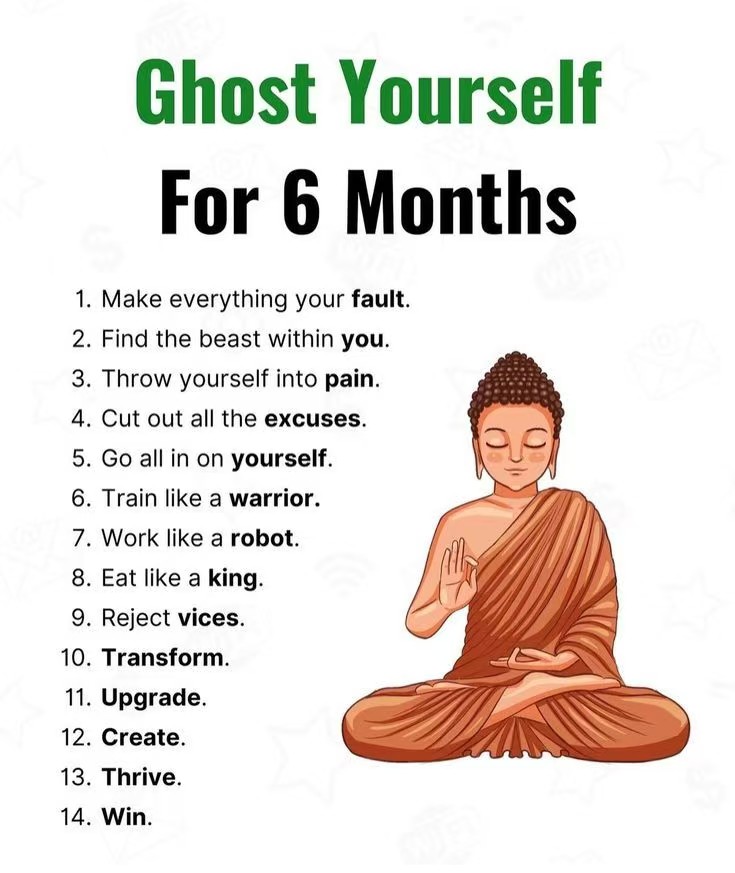 Ghost Yourself
For 6 Months
1. Make everything your fault.
2. Find the beast within you.
3. Throw yourself into pain.
4. Cut out all the excuses.
5. Go all in on yourself.
6. Train like a warrior.
7. Work like a robot.
8. Eat like a king.
9. Reject vices.
10. Transform.
11. Upgrade.
12. Create.
13. Thrive.
14. Win.